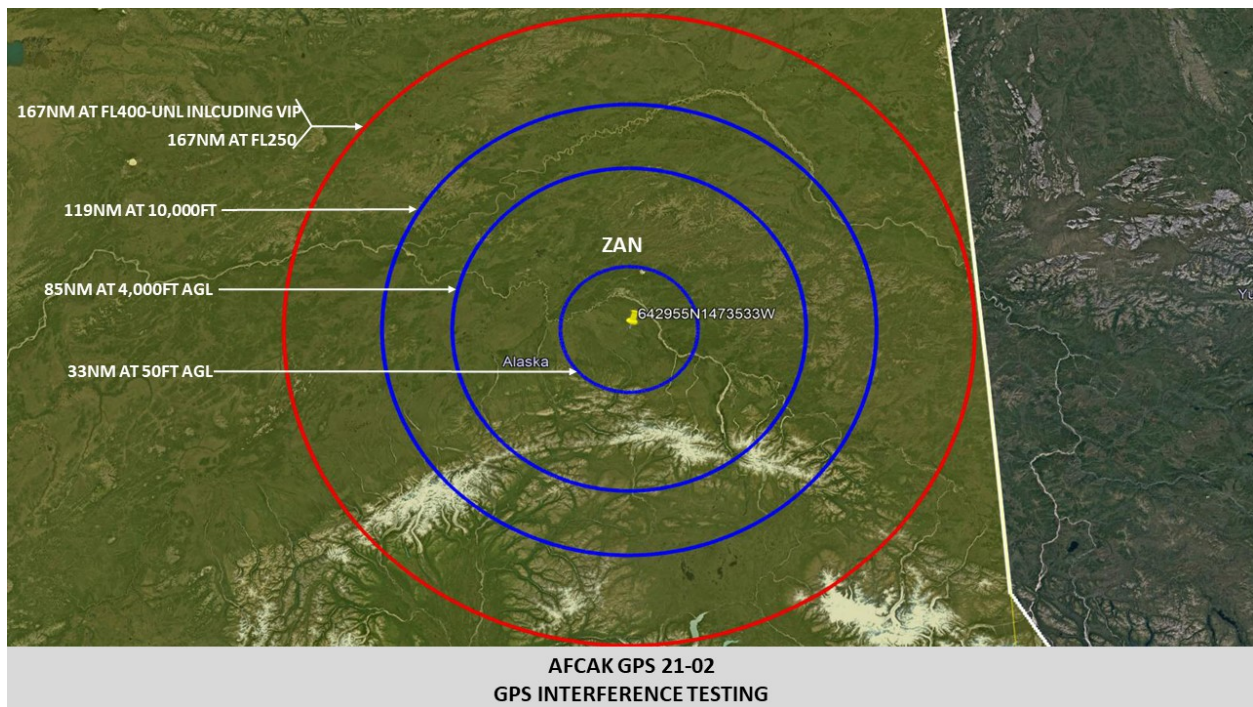 167NM AT FL400-UNL INLCUDING VIP
167NM AT FL250
119NM AT 10,000FT
ZAN
85NM AT 4,000FT AGL
642955N1473533W
Alaska
33NM AT 50FT AGL
AFCAK GPS 21-02
GPS INTERFERENCE TESTING